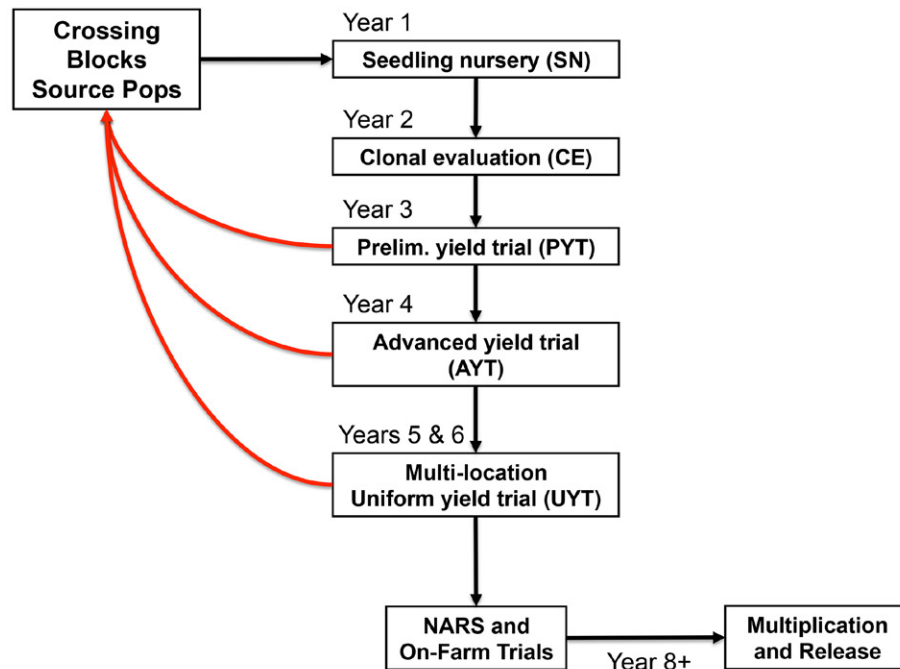 Crossing
Blocks
Source Pops
Year 1
Seedling nursery (SN)
Year 2
Clonal evaluation (CE)
Year 3
Prelim. yield trial (PYT)
Year 4
Advanced yield trial
(AYT)
Years 5 & 6
Multi-location
Uniform yield trial (UYT)
NARS and
On-Farm Trials
Year 8+
Multiplication
and Release